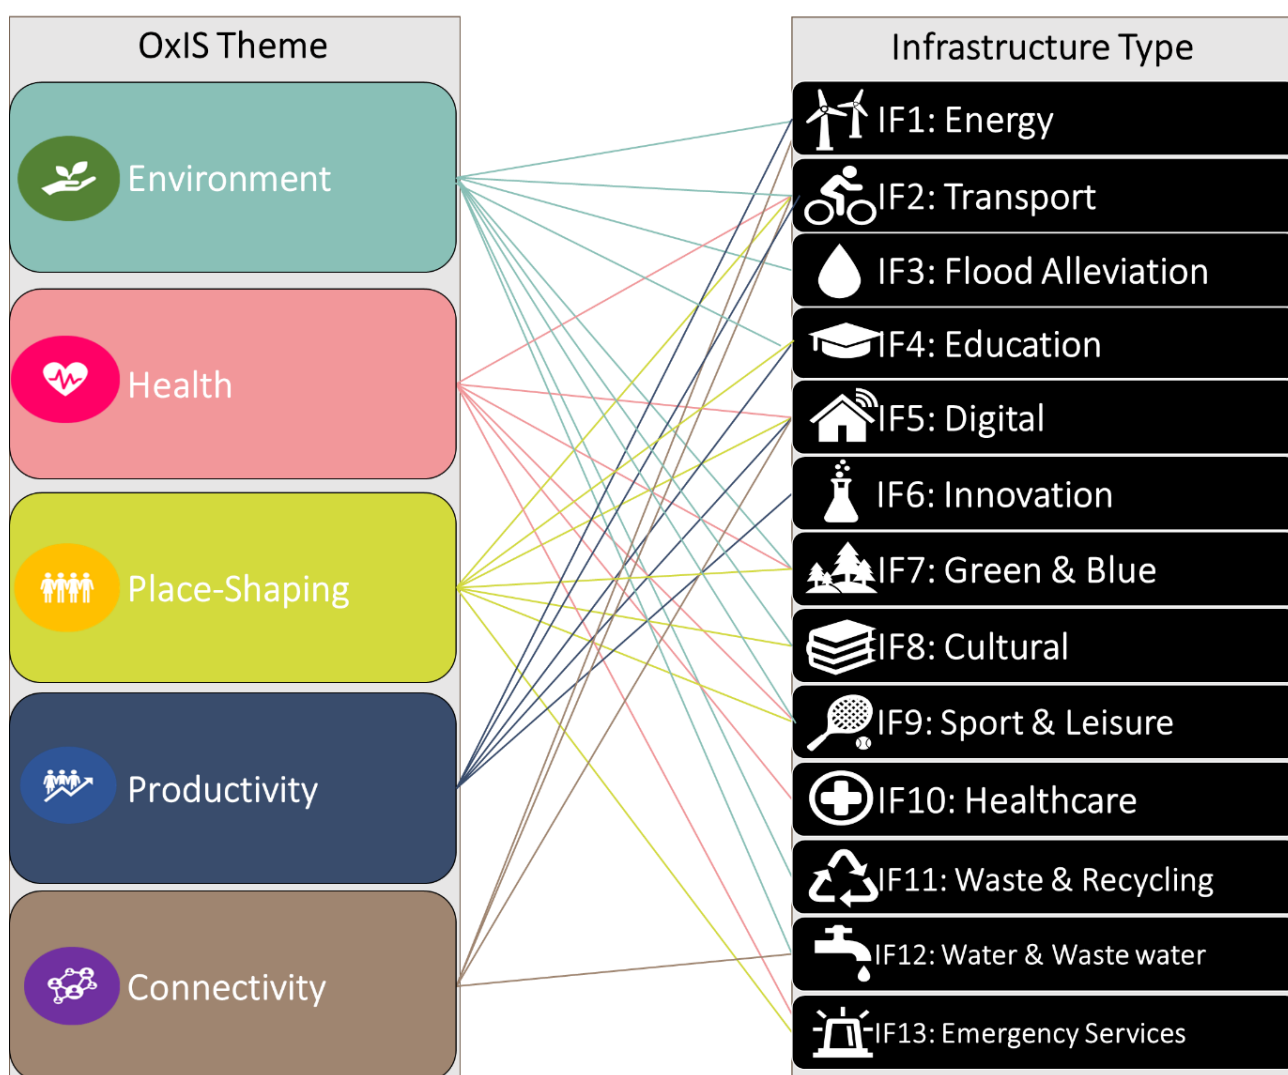 OxIS Theme
Environment
Health
Place-Shaping
Productivity
Connectivity
Infrastructure Type
IF1: Energy
IF2: Transport
IF3: Flood Alleviation
IF4: Education
IF5: Digital
IF6: Innovation
IF7: Green & Blue
IF8: Cultural
IF9: Sport & Leisure
IF10: Healthcare
IF11: Waste & Recycling
IF12: Water & Waste water
IF13: Emergency Services